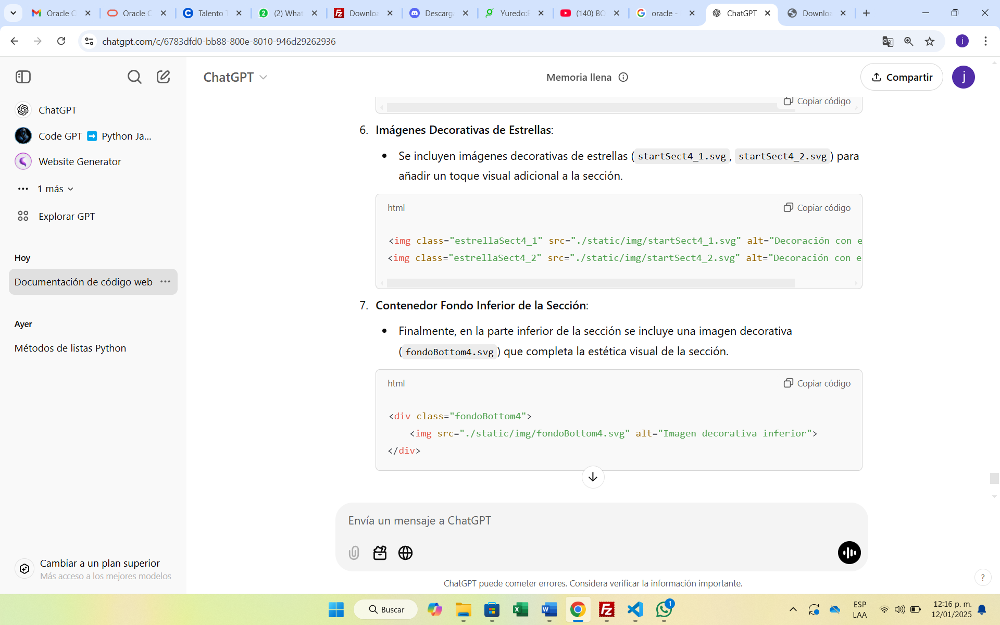 Oracle C
Oracle C
Talento T
(2) What
Downloa
Descarga
Yuredo:E
(140) BO
oracle -
ChatGPT
Downloa
chatgpt.com/c/6783dfd0-bb88-800e-8010-946d29262936
j
ChatGPT
Memoria llena
Compartir
j
ChatGPT
Code GPT ➡ Python Ja...
Website Generator
1 más
Explorar GPT
Hoy
Documentación de código web
Ayer
Métodos de listas Python
Cambiar a un plan superior
Más acceso a los mejores modelos
Copiar código
6. Imágenes Decorativas de Estrellas:
• Se incluyen imágenes decorativas de estrellas (startSect4_1.svg, startSect4_2.svg) para
añadir un toque visual adicional a la sección.
html
Copiar código
<img class="estrellaSect4_1" src="./static/img/startSect4_1.svg" alt="Decoración con e
<img class="estrellaSect4_2" src="./static/img/startSect4_2.svg" alt="Decoración con e
7. Contenedor Fondo Inferior de la Sección:
• Finalmente, en la parte inferior de la sección se incluye una imagen decorativa
(fondoBottom4.svg) que completa la estética visual de la sección.
html
Copiar código
<div class="fondoBottom4">
<img src="./static/img/fondoBottom4.svg" alt="Imagen decorativa inferior">
</div>
Envía un mensaje a ChatGPT
ChatGPT puede cometer errores. Considera verificar la información importante.
?
Buscar
1
ESP
LAA
12:16 p. m.
12/01/2025